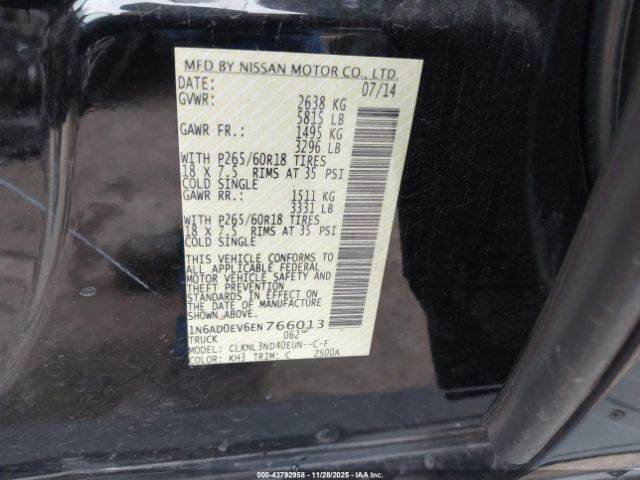 MFD BY NISSAN MOTOR CO., LTD.
DATE: 07/14
GVWR: 2638 KG
5815 LB
GAWR FR.: 1495 KG
3296 LB
WITH P265/60R18 TIRES
18 X 7.5 RIMS AT 35 PSI
COLD SINGLE
GAWR RR.: 1511 KG
3331 LB
WITH P265/60R18 TIRES
18 X 7.5 RIMS AT 35 PSI
COLD SINGLE
THIS VEHICLE CONFORMS TO
ALL APPLICABLE FEDERAL
MOTOR VEHICLE SAFETY AND
THEFT PREVENTION
STANDARDS IN EFFECT ON
THE DATE OF MANUFACTURE
SHOWN ABOVE.
1N6AD0EV6EN766013
TRUCK 062
MODEL: CLKNL3ND40EUN--C-F
COLOR: KH3 TRIM: C ZS00A
000-43792958 | 11/28/2025 - IAAI.COM